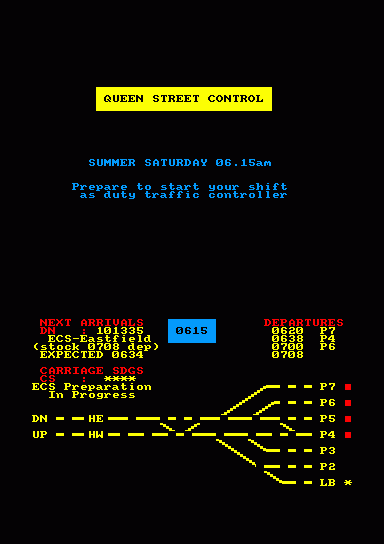 QUEEN STREET CONTROL
SUMMER SATURDAY 06.15am
Prepare to start your shift
as duty traffic controller
NEXT ARRIVALS
DN : 101335
ECS-Eastfield
(stock 0708 dep)
EXPECTED 0634
0615
DEPARTURES
0620 P7
0638 P4
0700 P6
0708
CARRIAGE SDGS
CS : ****
ECS Preparation
In Progress
P7
P6
DN HE P5
UP HW P4
P3
P2
LB *